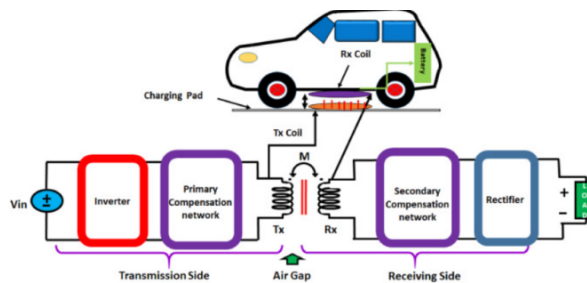 Rx Coil
Battery
Charging Pad
Tx Coil
M
Vin
Inverter
Primary
Compensation
network
Tx
Rx
Secondary
Compensation
network
Rectifier
LOAD
Transmission Side
Air Gap
Receiving Side